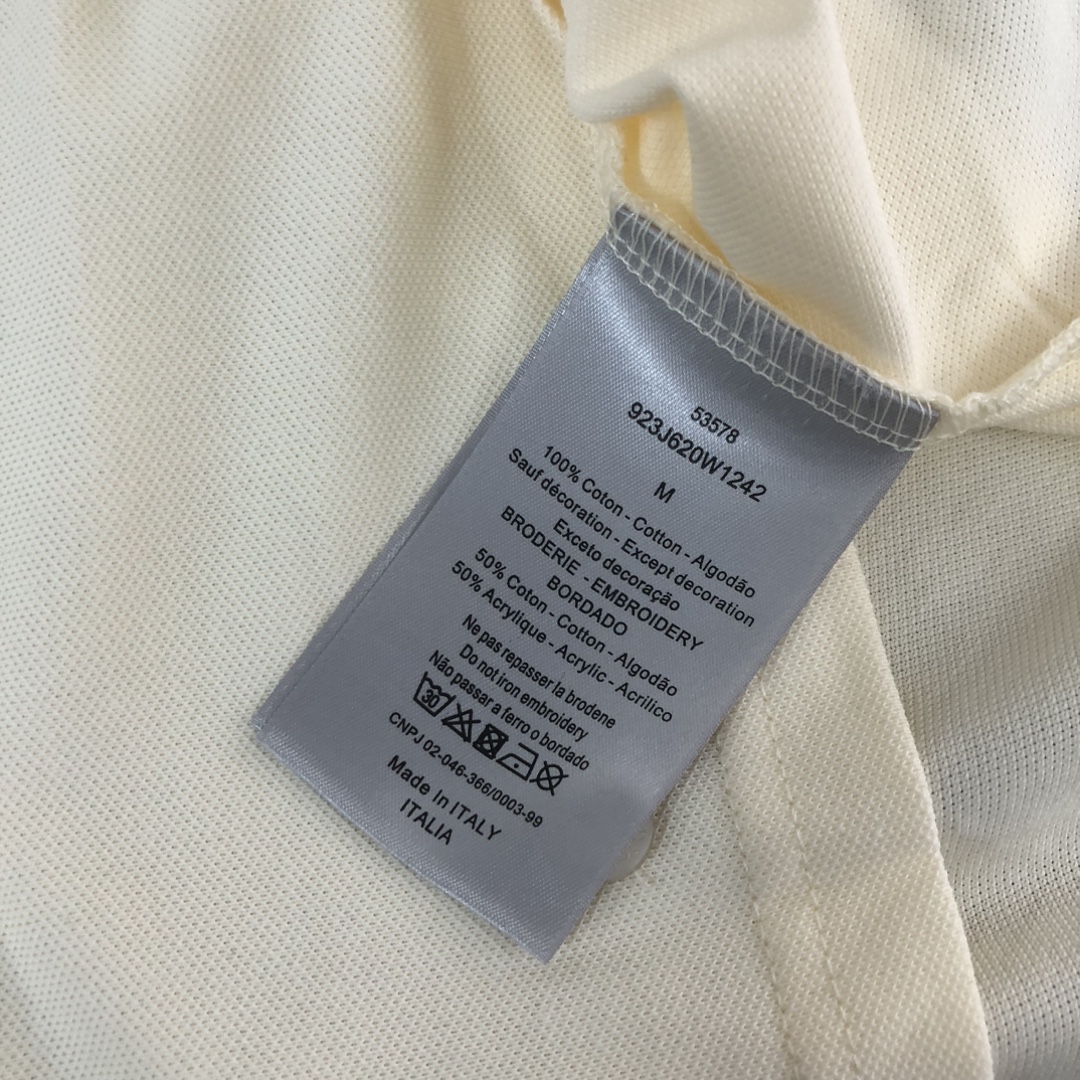 53578
923J620W1242
M
100% Coton - Cotton - Algodão
Sauf décoration - Except decoration
Exceto decoração
BRODERIE - EMBROIDERY
BORDADO
50% Coton - Cotton - Algodão
50% Acrylique - Acrylic - Acrilico
Ne pas repasser la brodene
Do not iron embroidery
Não passar a ferro o bordado
30
CNPJ 02-046-366/0003-99
Made In ITALY
ITALIA